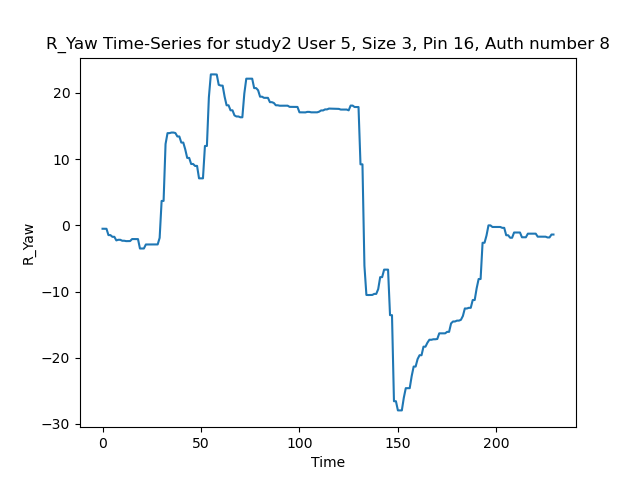 R_Yaw Time-Series for study2 User 5, Size 3, Pin 16, Auth number 8
20
10
0
−10
−20
−30
R_Yaw
0 50 100 150 200
Time